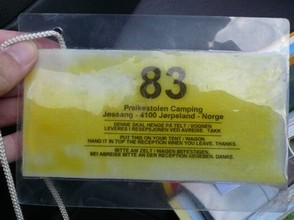 83
Preikestolen Camping
Jøssang - 4100 Jørpeland - Norge
DENNE SKAL HENGE PÅ TELT / VOGNEN
LEVERES I RESEPSJONEN VED AVREISE. TAKK
PUT THIS ON YOUR TENT / WAGON.
HAND IT IN TOP THE RECEPTION WHEN YOU LEAVE. THANKS.
BITTE AM ZELT / WAGEN BEFESTIGEN.
BEI ABREISE BITTE AN DER REZEPTION ABGEBEN. DANKE.